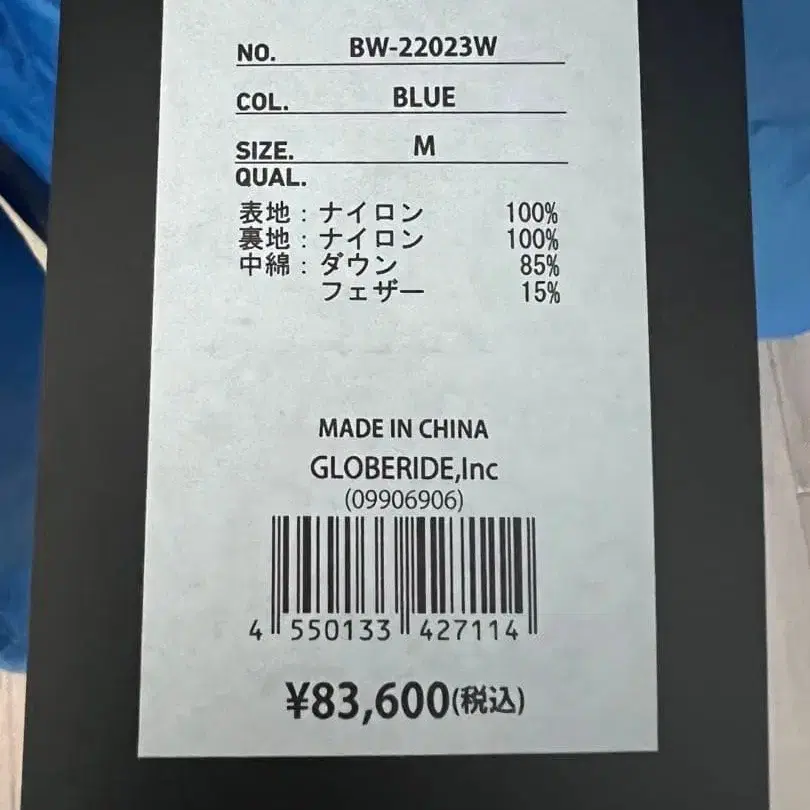 NO. BW-22023W
COL. BLUE
SIZE. M
QUAL.
表地:ナイロン 100%
裏地:ナイロン 100%
中綿:ダウン 85%
フェザー 15%
MADE IN CHINA
GLOBERIDE,Inc
(09906906)
4 550133 427114
¥83,600(税込)